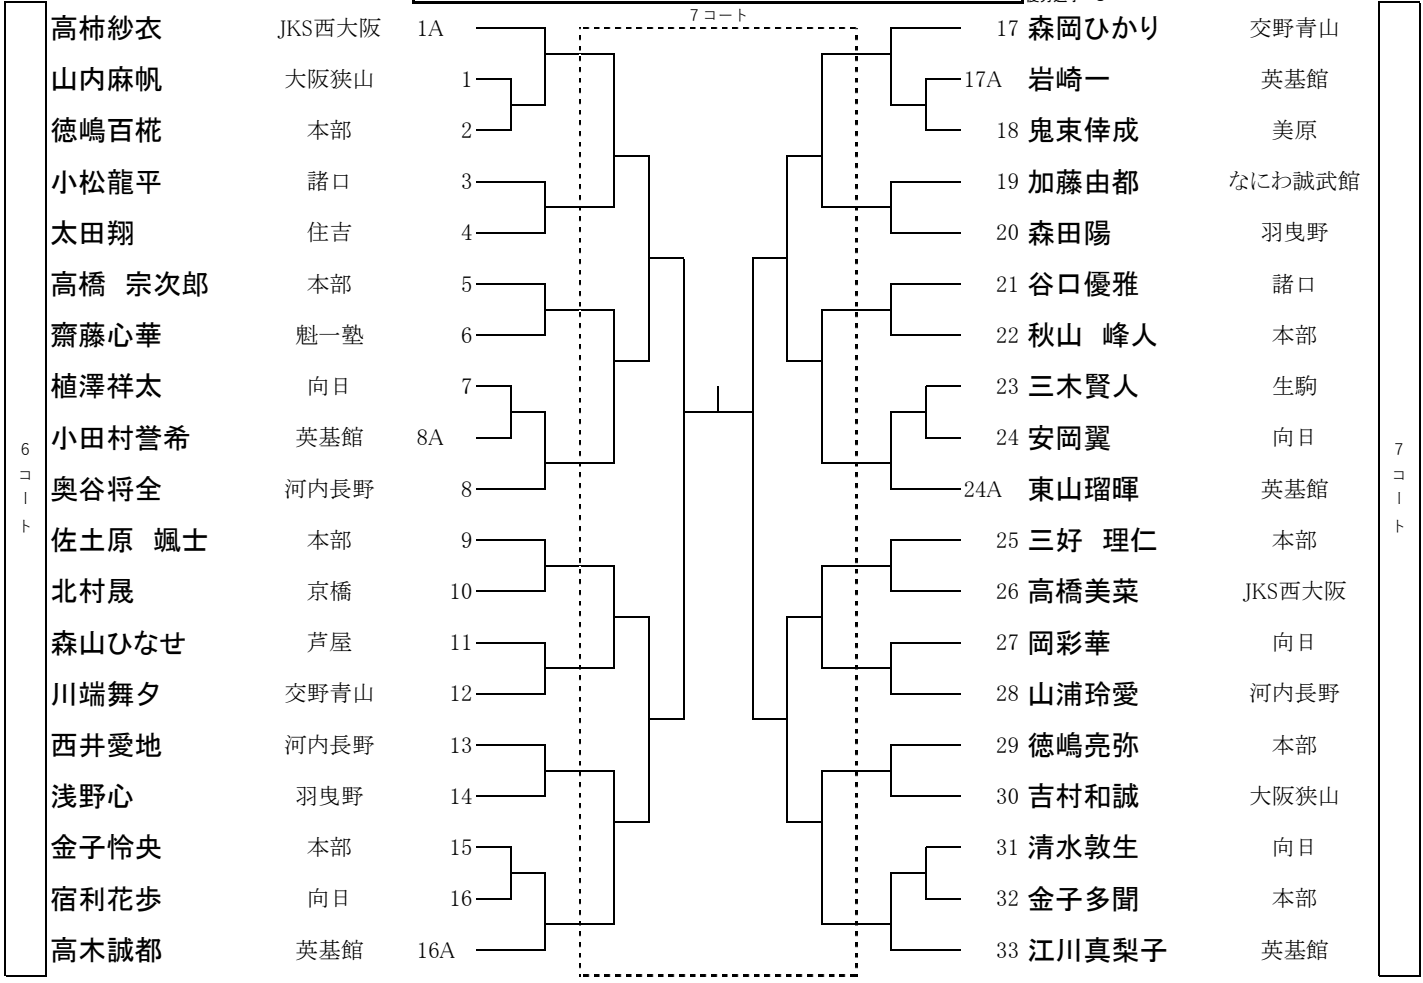 7コート
6コート
高柿紗衣 JKS西大阪 1A
山内麻帆 大阪狭山 1
徳嶋百椛 本部 2
小松龍平 諸口 3
太田翔 住吉 4
高橋 宗次郎 本部 5
齋藤心華 魁一塾 6
植澤祥太 向日 7
小田村誉希 英基館 8A
奥谷将全 河内長野 8
佐土原 颯士 本部 9
北村晟 京橋 10
森山ひなせ 芦屋 11
川端舞夕 交野青山 12
西井愛地 河内長野 13
浅野心 羽曳野 14
金子怜央 本部 15
宿利花歩 向日 16
高木誠都 英基館 16A
17 森岡ひかり 交野青山
17A 岩崎一 英基館
18 鬼束倖成 美原
19 加藤由都 なにわ誠武館
20 森田陽 羽曳野
21 谷口優雅 諸口
22 秋山 峰人 本部
23 三木賢人 生駒
24 安岡翼 向日
24A 東山瑠暉 英基館
25 三好 理仁 本部
26 高橋美菜 JKS西大阪
27 岡彩華 向日
28 山浦玲愛 河内長野
29 徳嶋亮弥 本部
30 吉村和誠 大阪狭山
31 清水敦生 向日
32 金子多聞 本部
33 江川真梨子 英基館
7コート